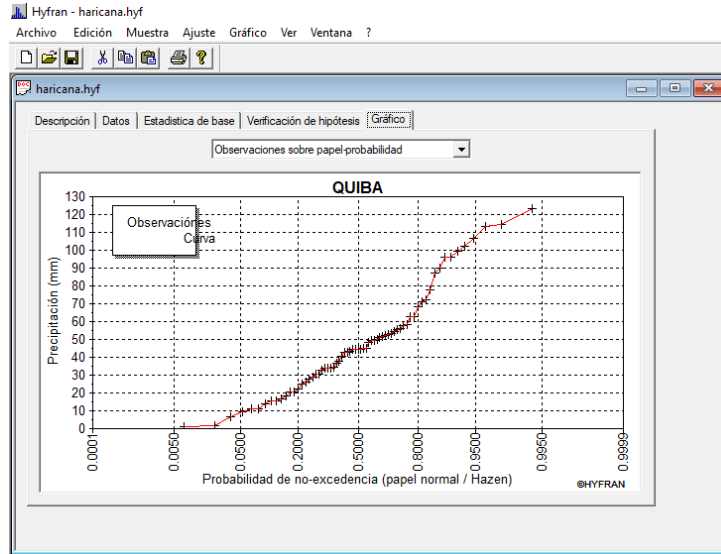 Hyfran - haricana.hyf
Archivo Edición Muestra Ajuste Gráfico Ver Ventana ?
DOC haricana.hyf
Descripción Datos Estadistica de base Verificación de hipótesis Gráfico
Observaciones sobre papel-probabilidad
QUIBA
Observaciónes
Curva
Precipitación (mm)
130
120
110
100
90
80
70
60
50
40
30
20
10
0
0.0001 0.0050 0.0500 0.2000 0.5000 0.8000 0.9500 0.9950 0.9999
Probabilidad de no-excedencia (papel normal / Hazen)
©HYFRAN